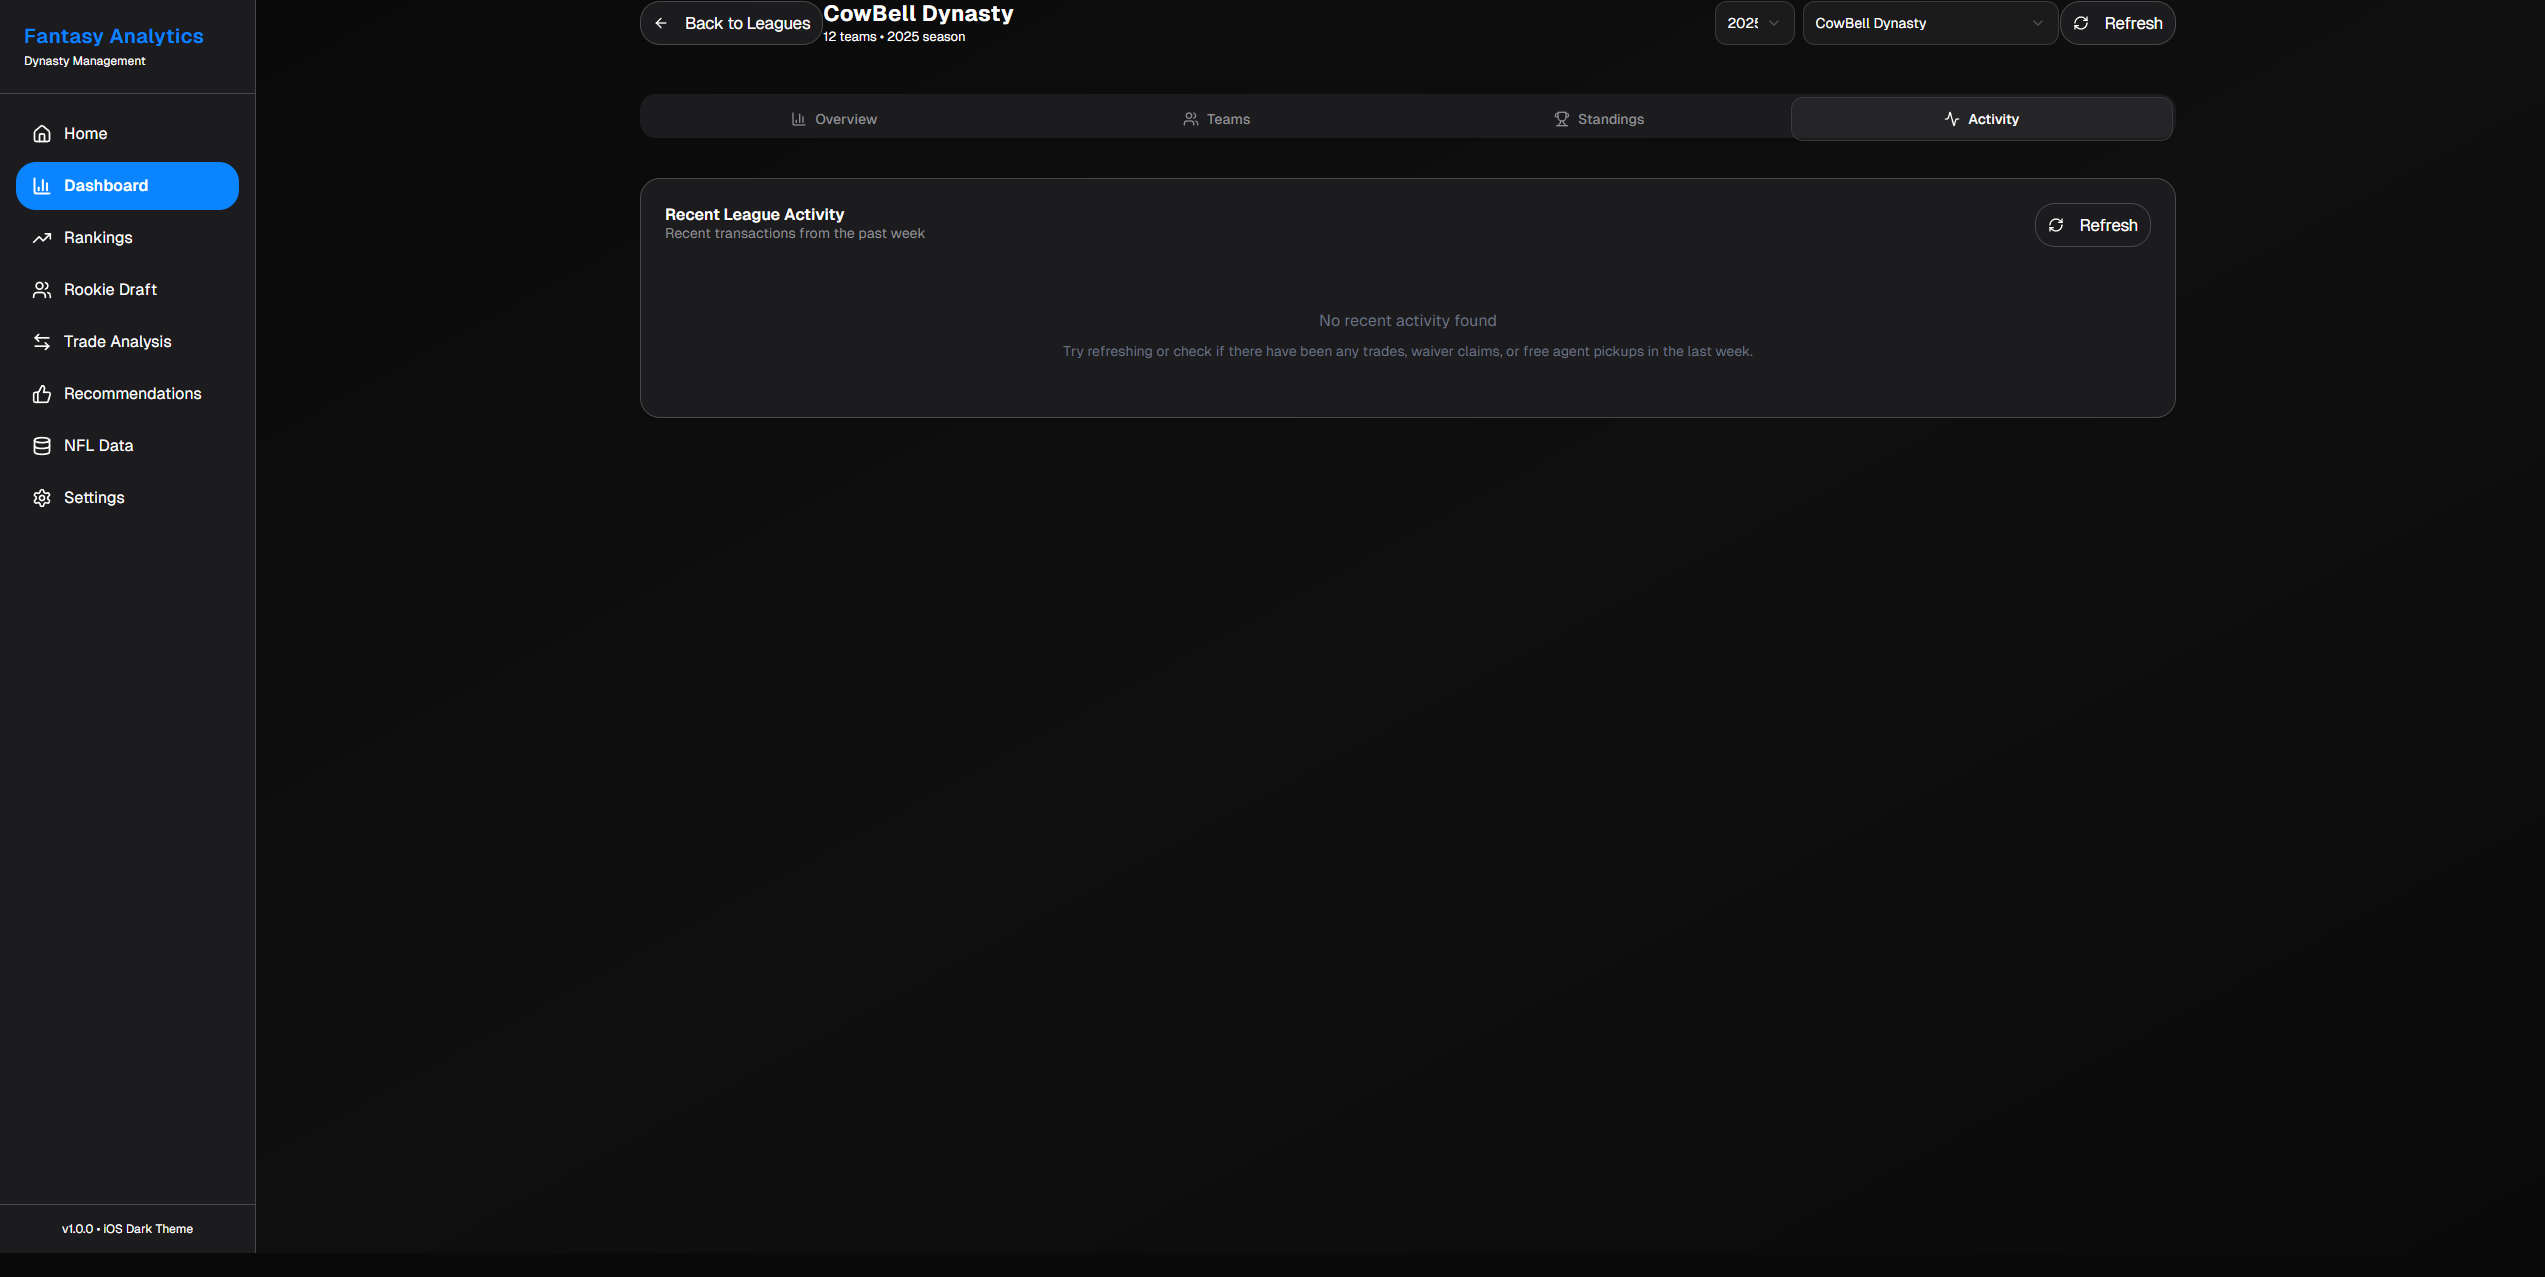 Fantasy Analytics
Dynasty Management
Home
Dashboard
Rankings
Rookie Draft
Trade Analysis
Recommendations
NFL Data
Settings
v1.0.0 • iOS Dark Theme
Back to Leagues
CowBell Dynasty
12 teams • 2025 season
2025
CowBell Dynasty
Refresh
Overview
Teams
Standings
Activity
Recent League Activity
Recent transactions from the past week
Refresh
No recent activity found
Try refreshing or check if there have been any trades, waiver claims, or free agent pickups in the last week.